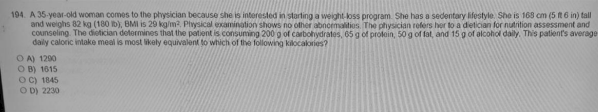 194. A 35-year-old woman comes to the physician because she is interested in starting a weight-loss program. She has a sedentary lifestyle. She is 168 cm (5 ft 6 in) tall
and weighs 82 kg (180 lb), BMI is 29 kg/m². Physical examination shows no other abnormalities. The physician refers her to a dietician for nutrition assessment and
counseling. The dietician determines that the patient is consuming 200 g of carbohydrates, 65 g of protein, 50 g of fat, and 15 g of alcohol daily. This patient's average
daily caloric intake meal is most likely equivalent to which of the following kilocalories?
A) 1290
B) 1615
C) 1845
D) 2230